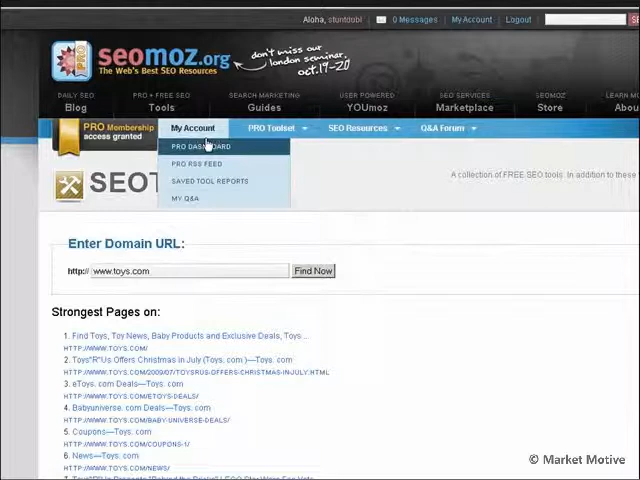 Aloha, stuntdubl
0 Messages
My Account
Logout
seomoz.org
The Web's Best SEO Resources
PRO
don't miss our
london seminar.
oct.19-20
DAILY SEO
Blog
PRO + FREE SEO
Tools
SEARCH MARKETING
Guides
USER POWERED
YOUmoz
SEO SERVICES
Marketplace
SEOMOZ
Store
LEARN MO
Abou
PRO Membership
access granted
My Account
PRO Toolset
SEO Resources
Q&A Forum
PRO DASHBOARD
PRO RSS FEED
SAVED TOOL REPORTS
MY Q&A
SEOT
A collection of FREE SEO tools. In addition to these
Enter Domain URL:
http:// www.toys.com
Find Now
Strongest Pages on:
1. Find Toys, Toy News, Baby Products and Exclusive Deals, Toys ...
HTTP://WWW.TOYS.COM/
2. Toys"R"Us Offers Christmas in July (Toys. com )—Toys. com
HTTP://WWW.TOYS.COM/2009/07/TOYSRUS-OFFERS-CHRISTMAS-IN-JULY.HTML
3. eToys. com Deals—Toys. com
HTTP://WWW.TOYS.COM/ETOYS-DEALS/
4. Babyuniverse. com Deals—Toys. com
HTTP://WWW.TOYS.COM/BABY-UNIVERSE-DEALS/
5. Coupons—Toys. com
HTTP://WWW.TOYS.COM/COUPONS-1/
6. News—Toys. com
HTTP://WWW.TOYS.COM/NEWS/
© Market Motive